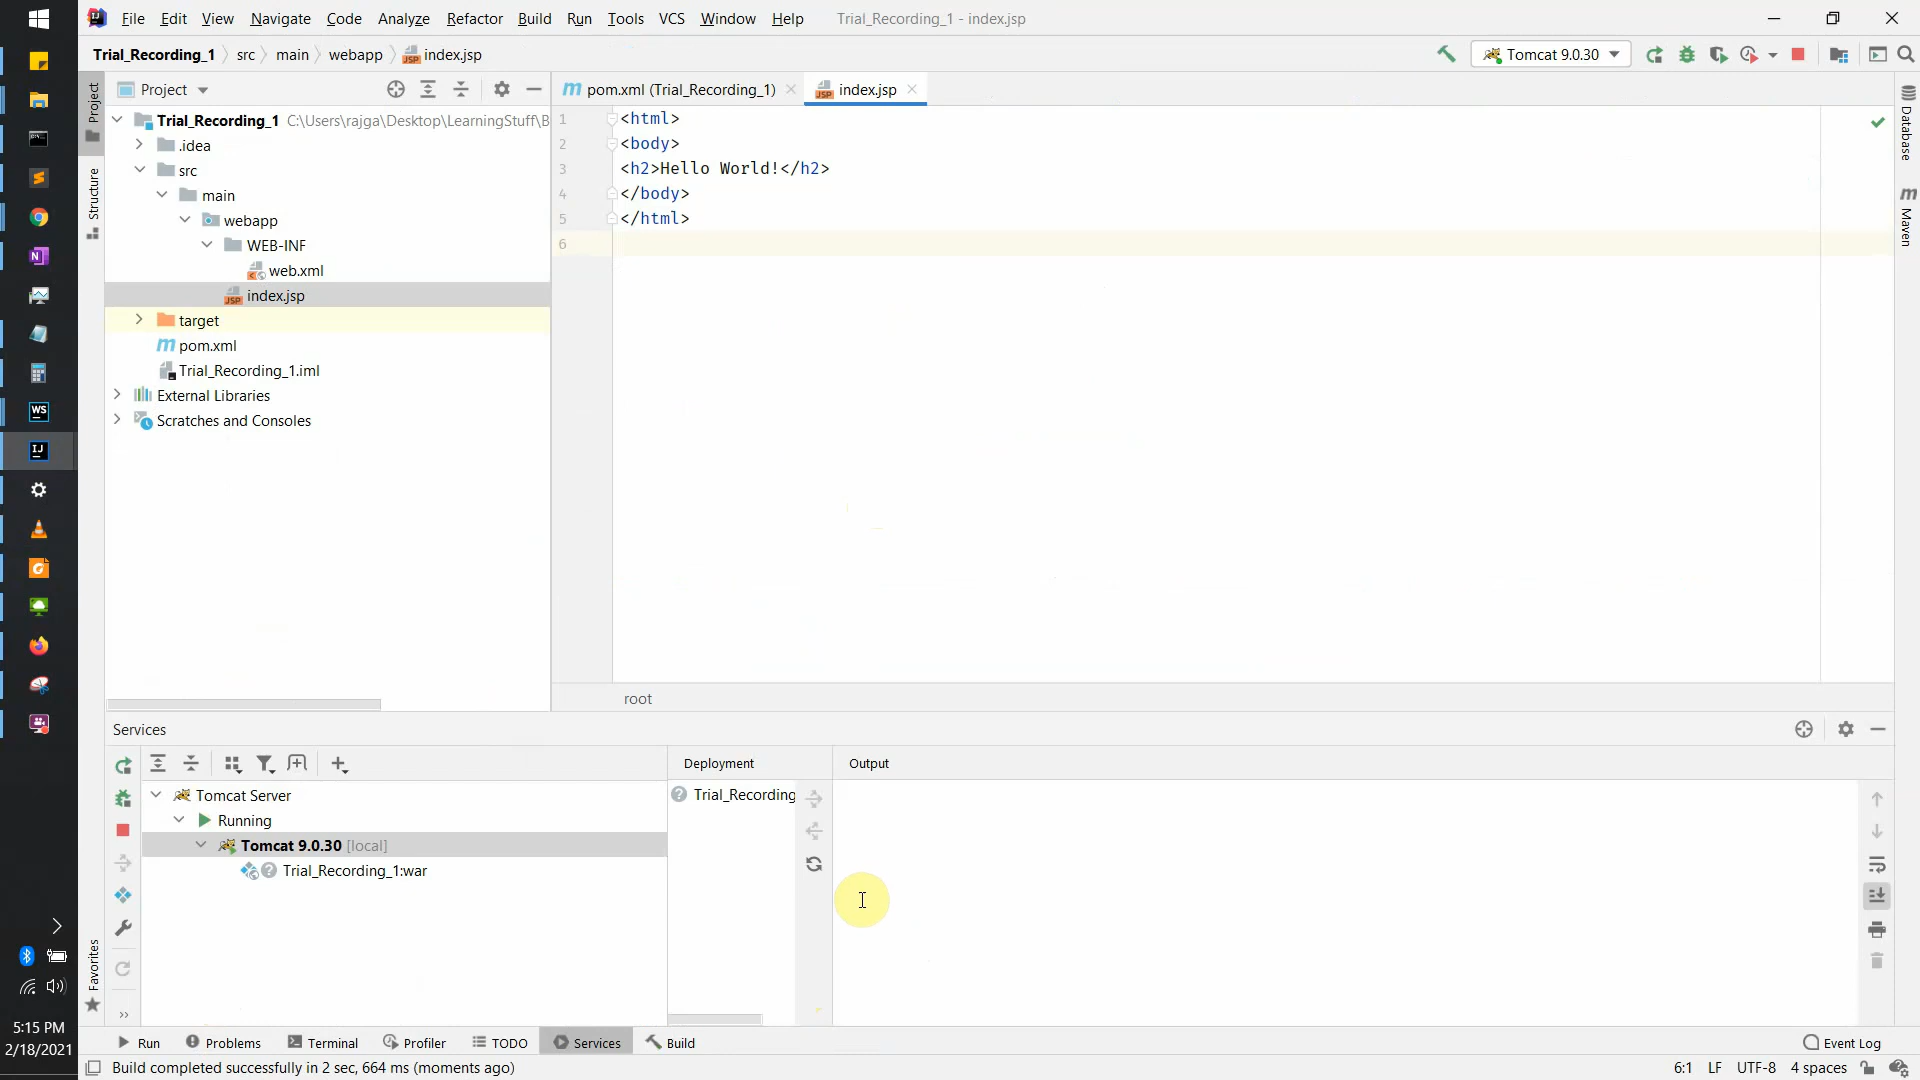 File Edit View Navigate Code Analyze Refactor Build Run Tools VCS Window Help Trial_Recording_1 - index.jsp
Trial_Recording_1 src main webapp index.jsp Tomcat 9.0.30
Project
pom.xml (Trial_Recording_1) index.jsp
Project
Structure
Favorites
Database
Maven
Trial_Recording_1 C:\Users\rajga\Desktop\LearningStuff\B
.idea
src
main
webapp
WEB-INF
web.xml
index.jsp
target
pom.xml
Trial_Recording_1.iml
External Libraries
Scratches and Consoles
1 <html>
2 <body>
3 <h2>Hello World!</h2>
4 </body>
5 </html>
6
root
Services
Deployment Output
Tomcat Server
Running
Tomcat 9.0.30 [local]
Trial_Recording_1:war
Trial_Recording
Run Problems Terminal Profiler TODO Services Build Event Log
Build completed successfully in 2 sec, 664 ms (moments ago) 6:1 LF UTF-8 4 spaces
WS
IJ
5:15 PM
2/18/2021